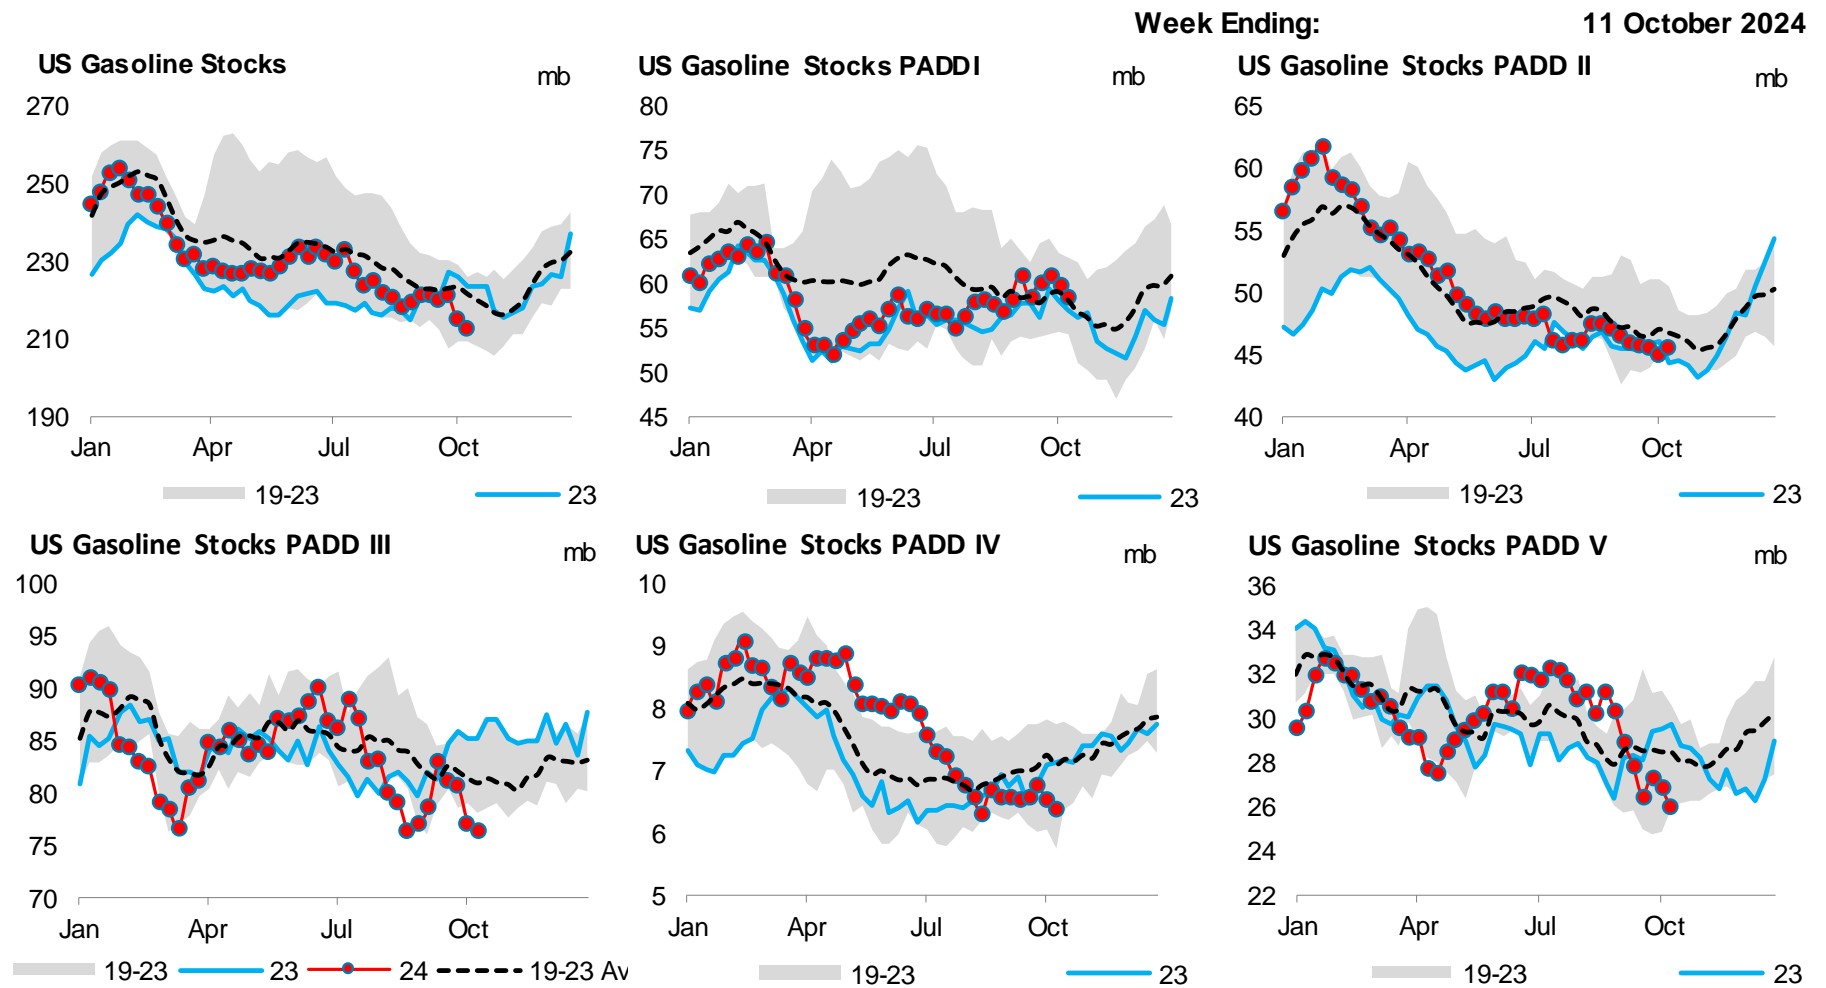 Week Ending: 11 October 2024
US Gasoline Stocks
mb
270
250
230
210
190
Jan Apr Jul Oct
19-23 23
US Gasoline Stocks PADD I
mb
80
75
70
65
60
55
50
45
Jan Apr Jul Oct
19-23 23
US Gasoline Stocks PADD II
mb
65
60
55
50
45
40
Jan Apr Jul Oct
19-23 23
US Gasoline Stocks PADD III
mb
100
95
90
85
80
75
70
Jan Apr Jul Oct
19-23 23 24 19-23 Av
US Gasoline Stocks PADD IV
mb
10
9
8
7
6
5
Jan Apr Jul Oct
19-23 23
US Gasoline Stocks PADD V
mb
36
34
32
30
28
26
24
22
Jan Apr Jul Oct
19-23 23